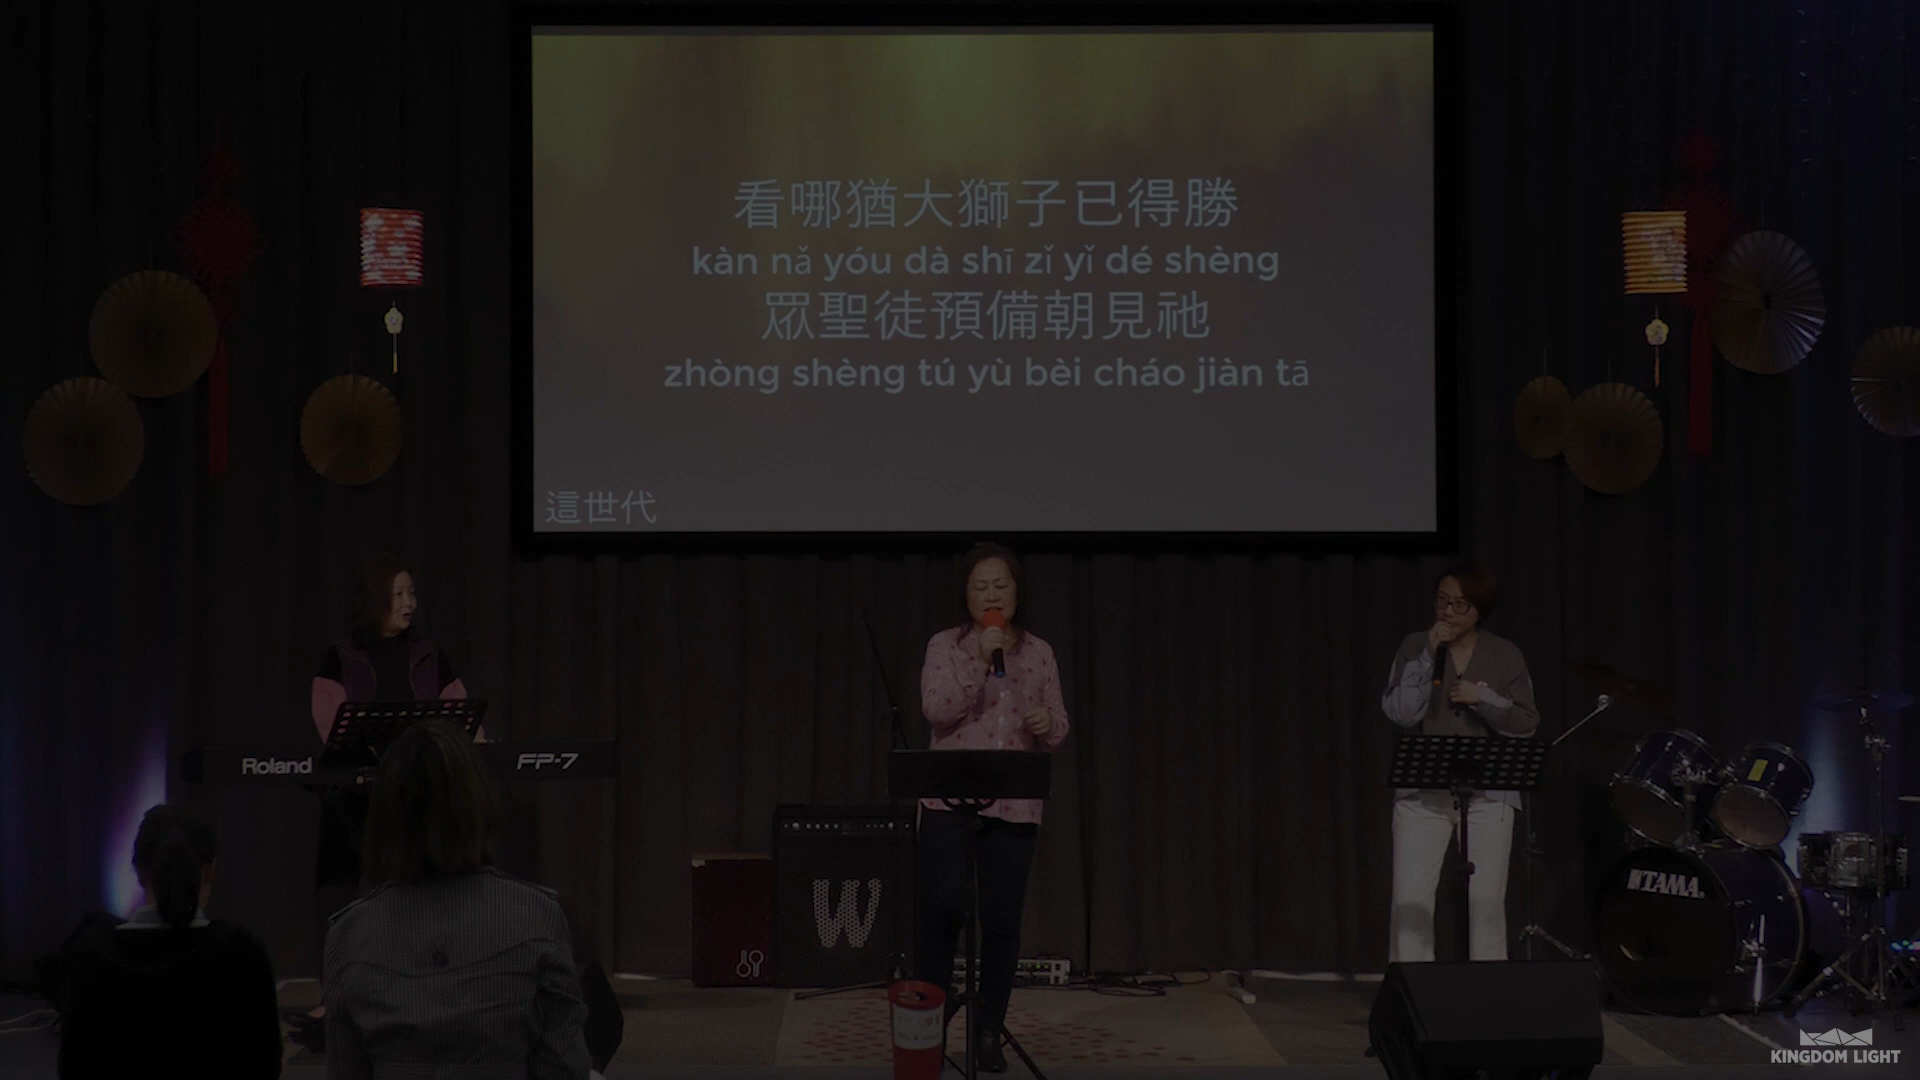 看哪猶大獅子已得勝
kàn nǎ yóu dà shī zǐ yǐ dé shèng
眾聖徒預備朝見祂
zhòng shèng tú yù bèi cháo jiàn tā
這世代
Roland
FP-7
W
TAMA
KINGDOM LIGHT